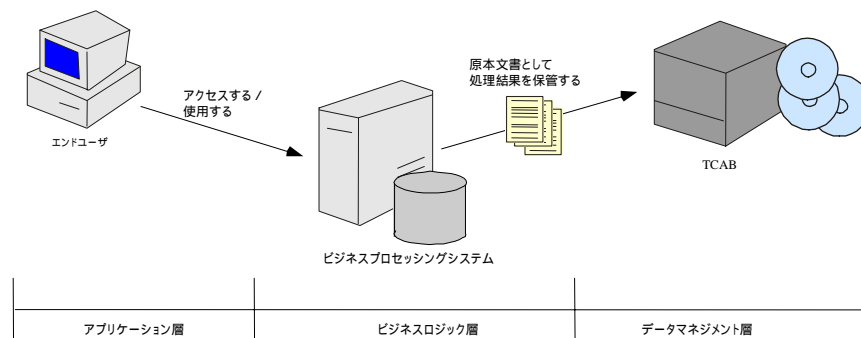 アクセスする /
使用する
エンドユーザ
原本文書として
処理結果を保管する
TCAB
ビジネスプロセッシングシステム
アプリケーション層
ビジネスロジック層
データマネジメント層